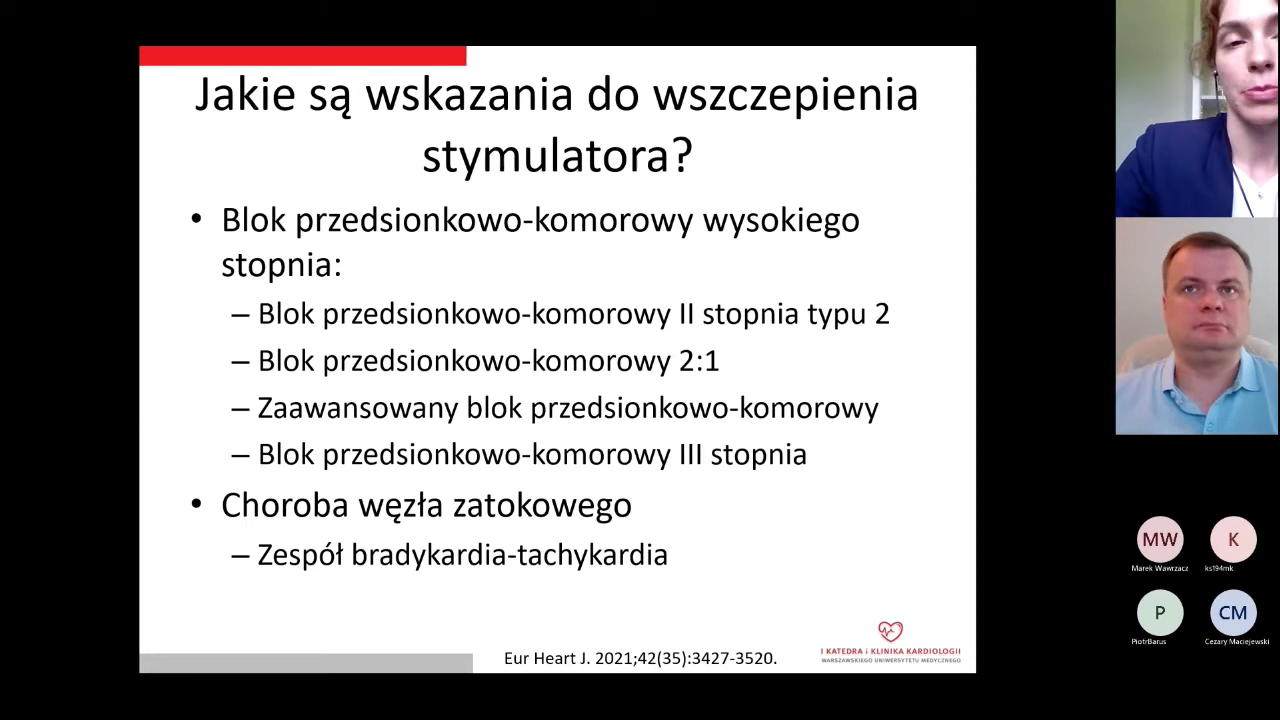 Jakie są wskazania do wszczepienia
stymulatora?
• Blok przedsionkowo-komorowy wysokiego
stopnia:
– Blok przedsionkowo-komorowy II stopnia typu 2
– Blok przedsionkowo-komorowy 2:1
– Zaawansowany blok przedsionkowo-komorowy
– Blok przedsionkowo-komorowy III stopnia
• Choroba węzła zatokowego
– Zespół bradykardia-tachykardia
Eur Heart J. 2021;42(35):3427-3520.
I KATEDRA i KLINIKA KARDIOLOGII
WARSZAWSKIEGO UNIWERSYTETU MEDYCZNEGO
MW
Marek Wawrzacz
K
ks194mk
P
PiotrBarus
CM
Cezary Maciejewski